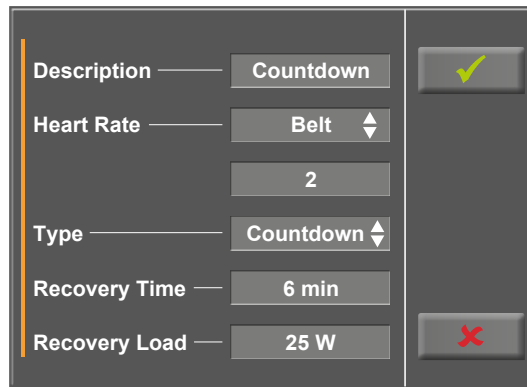 Description Countdown
Heart Rate Belt
2
Type Countdown
Recovery Time 6 min
Recovery Load 25 W